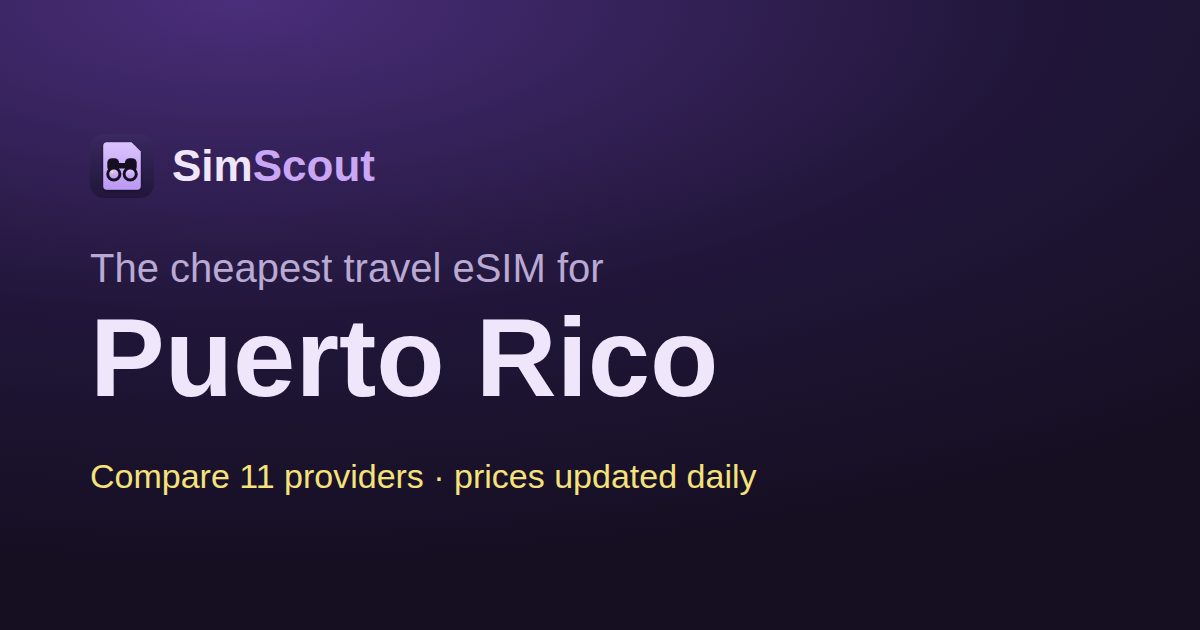 SimScout
The cheapest travel eSIM for
Puerto Rico
Compare 11 providers · prices updated daily